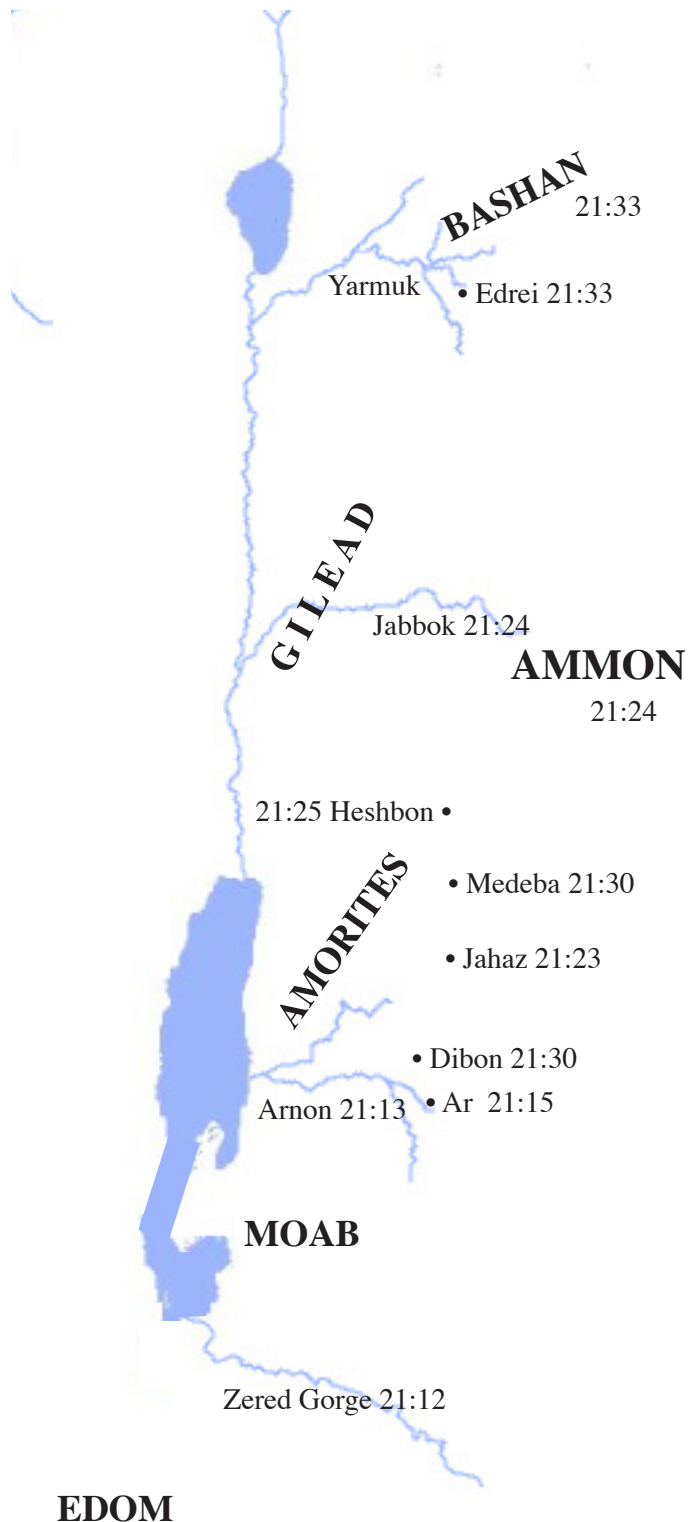 BASHAN
21:33
Yarmuk
• Edrei 21:33
GILEAD
Jabbok 21:24
AMMON
21:24
21:25 Heshbon •
AMORITES
• Medeba 21:30
• Jahaz 21:23
• Dibon 21:30
Arnon 21:13
• Ar 21:15
MOAB
Zered Gorge 21:12
EDOM